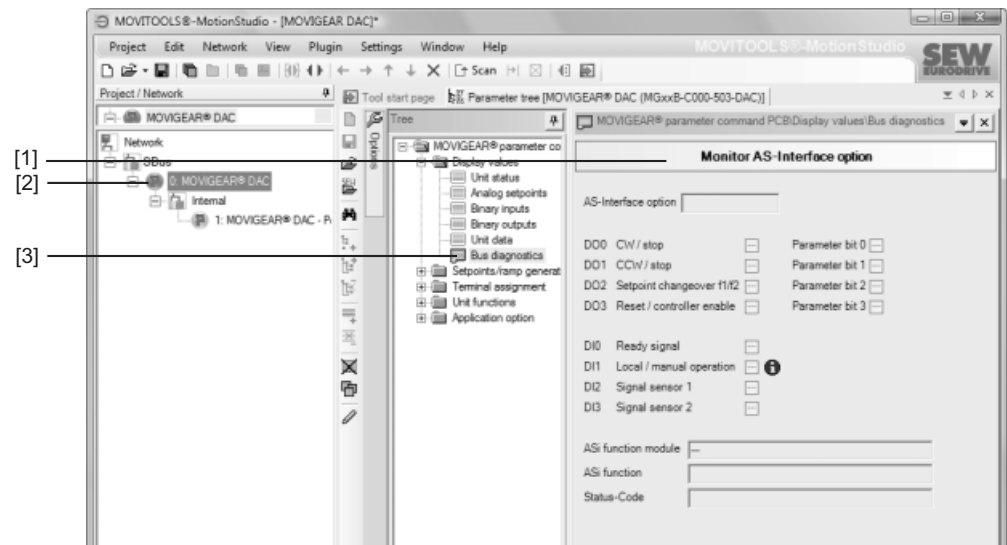 MOVITOOLS®-MotionStudio - [MOVIGEAR DAC]*
Project Edit Network View Plugin Settings Window Help
MOVITOOLS®-MotionStudio
SEW
EURODRIVE
Scan
Project / Network
Tool start page
Parameter tree [MOVIGEAR® DAC (MGxxB-C000-503-DAC)]
MOVIGEAR® DAC
Options
Tree
MOVIGEAR® parameter command PCB\Display values\Bus diagnostics
Network
SBus
[1]
[2]
0: MOVIGEAR® DAC
Internal
1: MOVIGEAR® DAC - P
[3]
MOVIGEAR® parameter co
Display values
Unit status
Analog setpoints
Binary inputs
Binary outputs
Unit data
Bus diagnostics
Setpoints/ramp generat
Terminal assignment
Unit functions
Application option
Monitor AS-Interface option
AS-Interface option
DO0 CW / stop Parameter bit 0
DO1 CCW / stop Parameter bit 1
DO2 Setpoint changeover f1/f2 Parameter bit 2
DO3 Reset / controller enable Parameter bit 3
DI0 Ready signal
DI1 Local / manual operation
DI2 Signal sensor 1
DI3 Signal sensor 2
ASi function module ---
ASi function
Status-Code